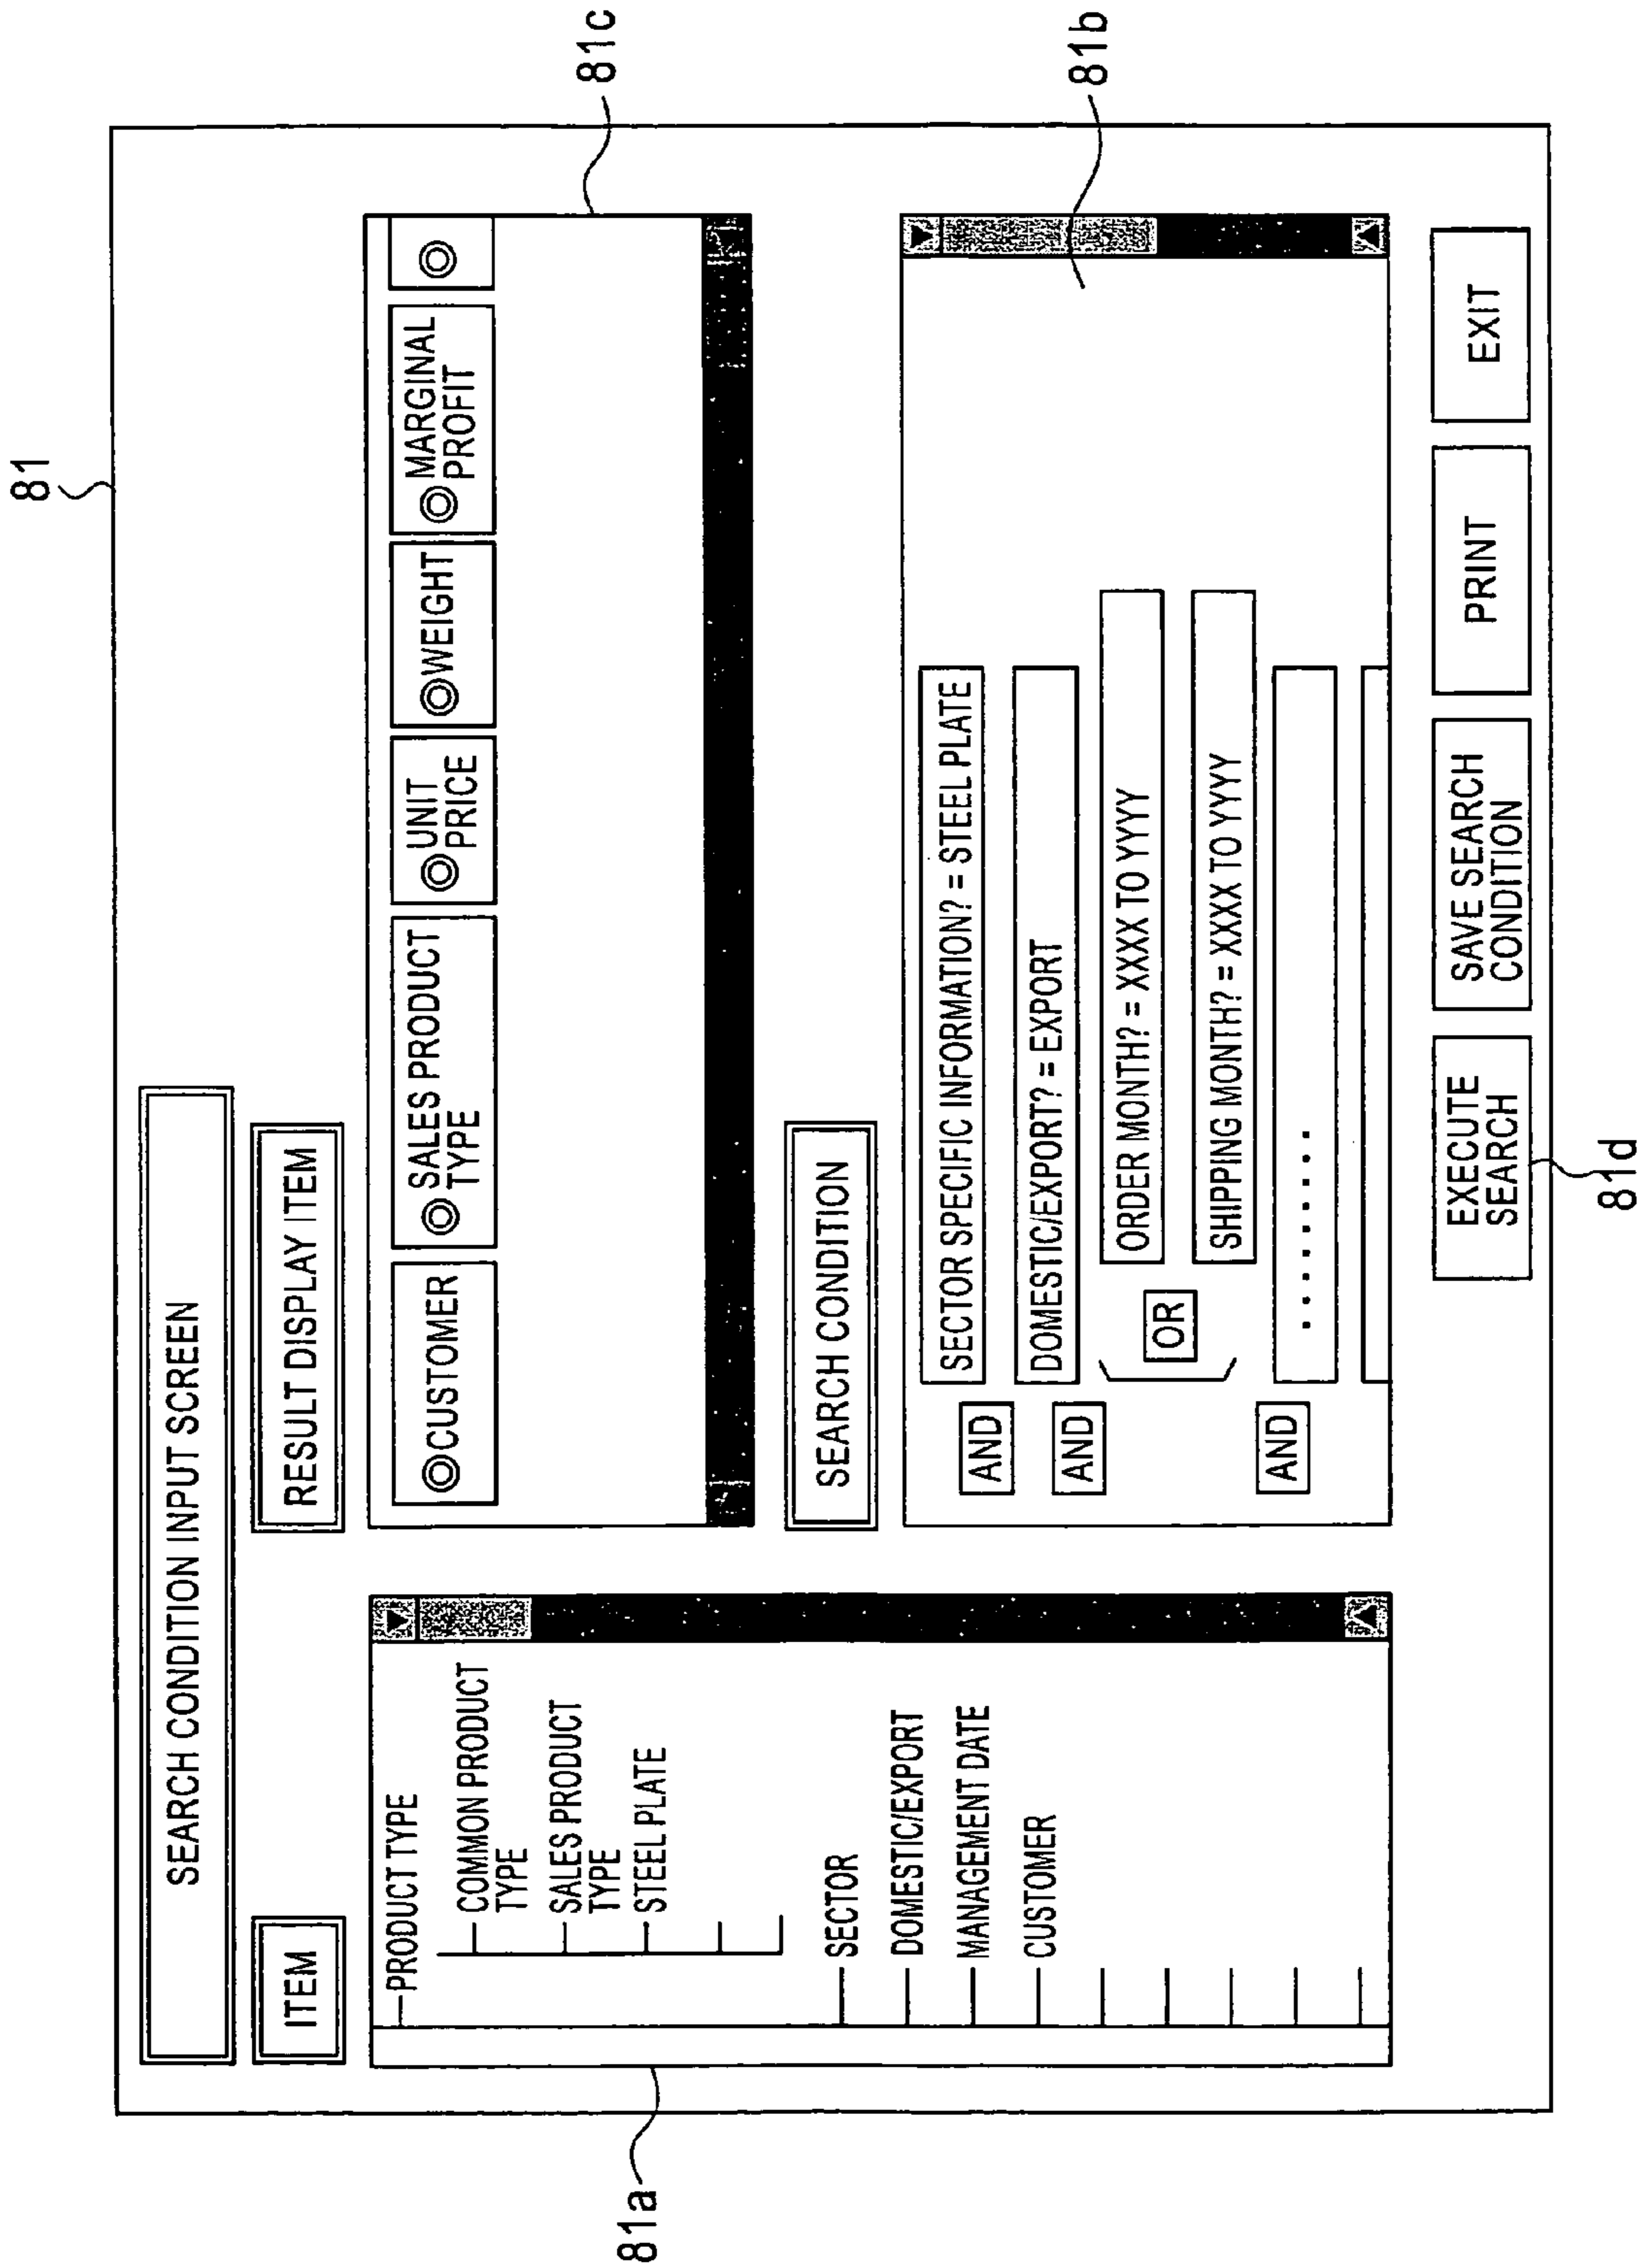 81
SEARCH CONDITION INPUT SCREEN
ITEM
RESULT DISPLAY ITEM
81a
PRODUCT TYPE
COMMON PRODUCT
TYPE
SALES PRODUCT
TYPE
STEEL PLATE
SECTOR
DOMESTIC/EXPORT
MANAGEMENT DATE
CUSTOMER
81c
CUSTOMER
SALES PRODUCT
TYPE
UNIT
PRICE
WEIGHT
MARGINAL
PROFIT
SEARCH CONDITION
81b
SECTOR SPECIFIC INFORMATION? = STEEL PLATE
AND
DOMESTIC/EXPORT? = EXPORT
AND
ORDER MONTH? = XXXX TO YYYY
OR
SHIPPING MONTH? = XXXX TO YYYY
AND
.........
EXECUTE
SEARCH
SAVE SEARCH
CONDITION
PRINT
EXIT
81d